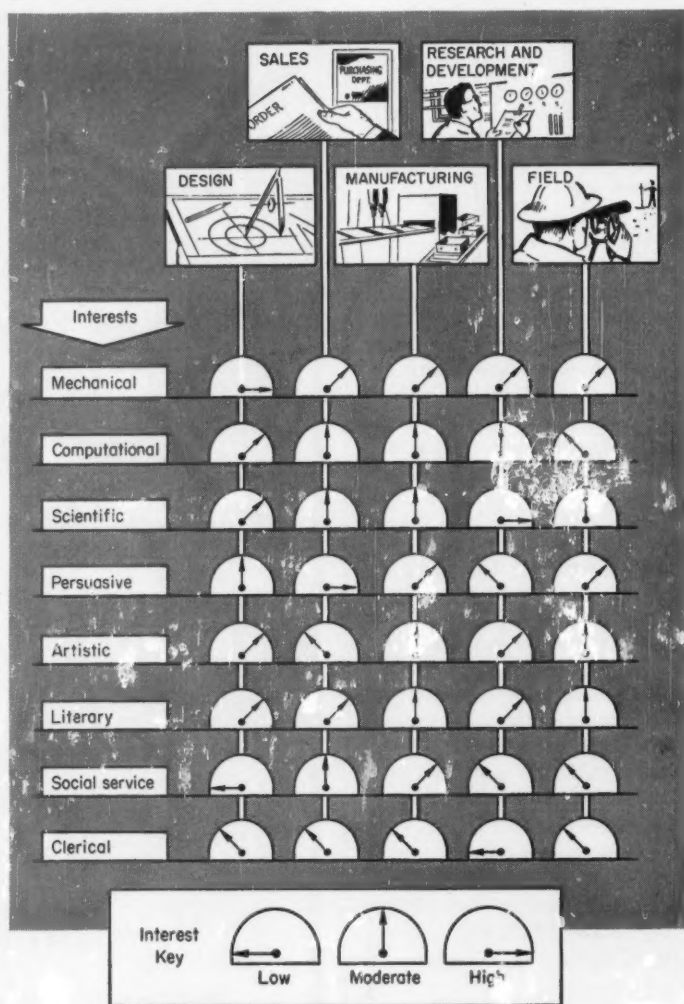 SALES
PURCHASING
DEPT.
ORDER
RESEARCH AND
DEVELOPMENT
DESIGN
MANUFACTURING
FIELD
Interests
Mechanical
Computational
Scientific
Persuasive
Artistic
Literary
Social service
Clerical
Interest
Key
Low
Moderate
High